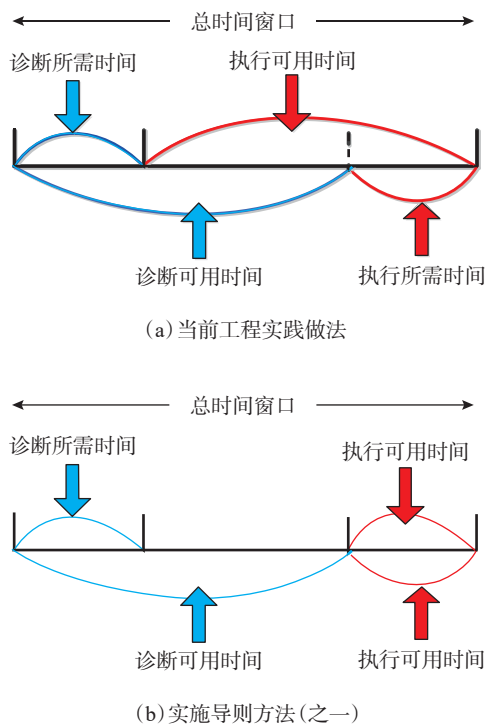 总时间窗口
诊断所需时间
执行可用时间
诊断可用时间
执行所需时间
(a)当前工程实践做法
总时间窗口
诊断所需时间
执行可用时间
诊断可用时间
执行可用时间
(b)实施导则方法(之一)